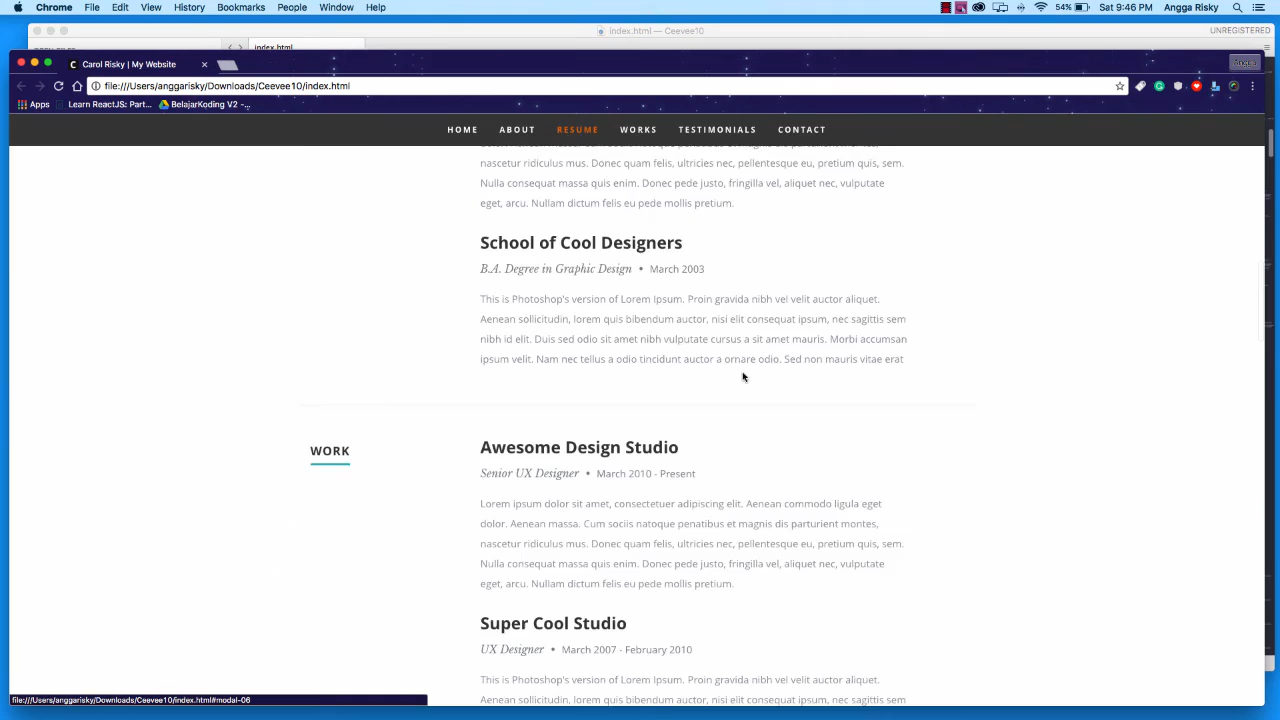 Chrome File Edit View History Bookmarks People Window Help 54% Sat 9:46 PM Angga Risky
index.html — Ceevee10 UNREGISTERED
index.html
Carol Risky | My Website
file:///Users/anggarisky/Downloads/Ceevee10/index.html
Apps Learn ReactJS: Part... BelajarKoding V2 -...
HOME ABOUT RESUME WORKS TESTIMONIALS CONTACT
nascetur ridiculus mus. Donec quam felis, ultricies nec, pellentesque eu, pretium quis, sem.
Nulla consequat massa quis enim. Donec pede justo, fringilla vel, aliquet nec, vulputate
eget, arcu. Nullam dictum felis eu pede mollis pretium.
School of Cool Designers
B.A. Degree in Graphic Design • March 2003
This is Photoshop's version of Lorem Ipsum. Proin gravida nibh vel velit auctor aliquet.
Aenean sollicitudin, lorem quis bibendum auctor, nisi elit consequat ipsum, nec sagittis sem
nibh id elit. Duis sed odio sit amet nibh vulputate cursus a sit amet mauris. Morbi accumsan
ipsum velit. Nam nec tellus a odio tincidunt auctor a ornare odio. Sed non mauris vitae erat
WORK
Awesome Design Studio
Senior UX Designer • March 2010 - Present
Lorem ipsum dolor sit amet, consectetuer adipiscing elit. Aenean commodo ligula eget
dolor. Aenean massa. Cum sociis natoque penatibus et magnis dis parturient montes,
nascetur ridiculus mus. Donec quam felis, ultricies nec, pellentesque eu, pretium quis, sem.
Nulla consequat massa quis enim. Donec pede justo, fringilla vel, aliquet nec, vulputate
eget, arcu. Nullam dictum felis eu pede mollis pretium.
Super Cool Studio
UX Designer • March 2007 - February 2010
This is Photoshop's version of Lorem Ipsum. Proin gravida nibh vel velit auctor aliquet.
Aenean sollicitudin, lorem quis bibendum auctor, nisi elit consequat ipsum, nec sagittis sem
file:///Users/anggarisky/Downloads/Ceevee10/index.html#modal-06